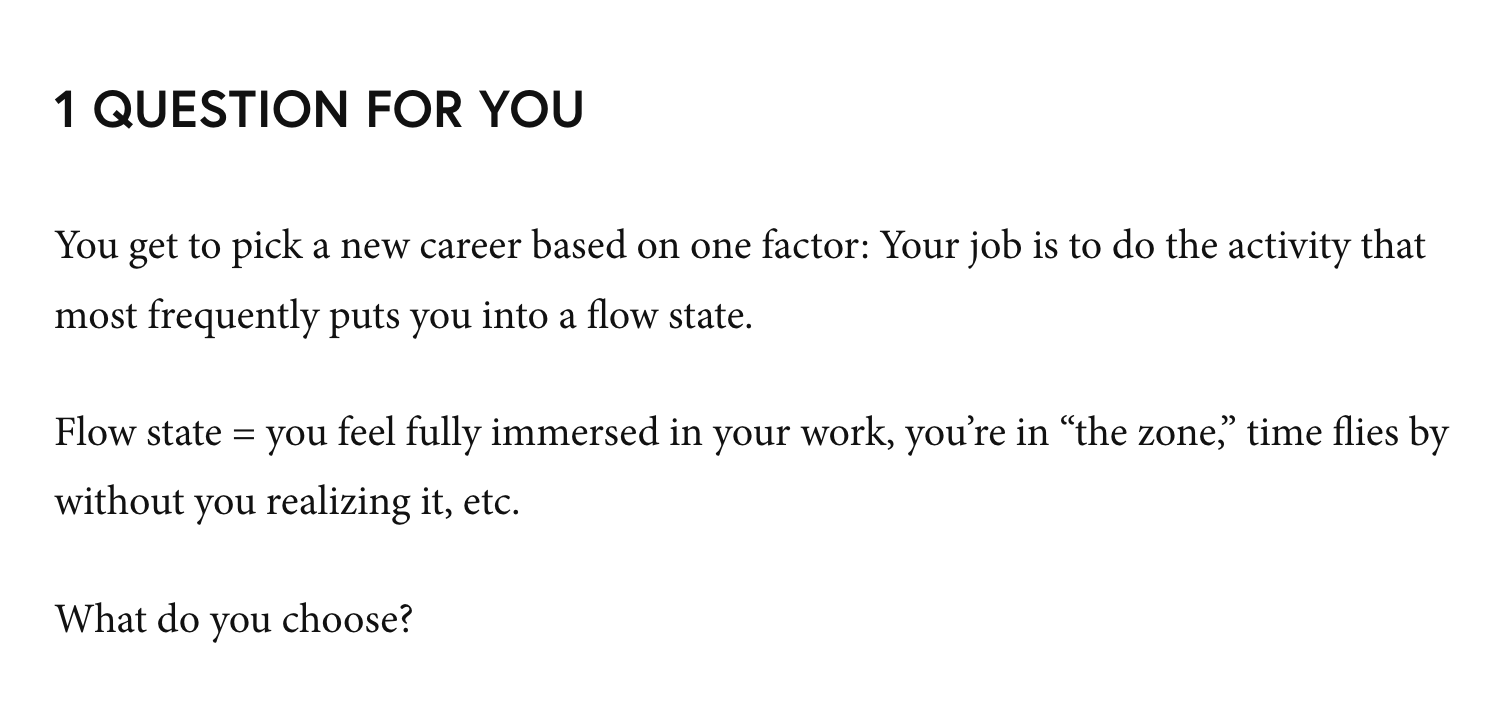 1 QUESTION FOR YOU
You get to pick a new career based on one factor: Your job is to do the activity that
most frequently puts you into a flow state.
Flow state = you feel fully immersed in your work, you’re in “the zone,” time flies by
without you realizing it, etc.
What do you choose?